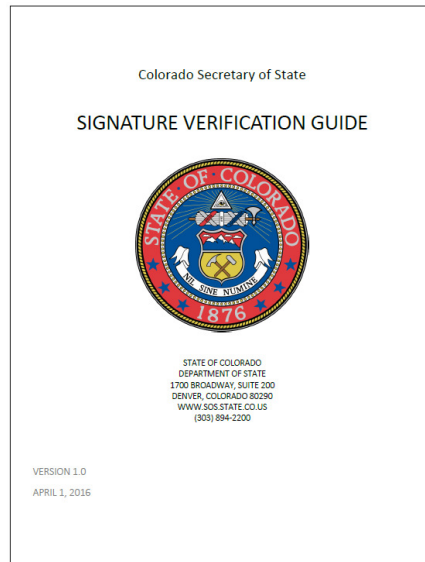 Colorado Secretary of State
SIGNATURE VERIFICATION GUIDE
STATE OF COLORADO
NIL SINE NUMINE
1876
STATE OF COLORADO
DEPARTMENT OF STATE
1700 BROADWAY, SUITE 200
DENVER, COLORADO 80290
WWW.SOS.STATE.CO.US
(303) 894-2200
VERSION 1.0
APRIL 1, 2016